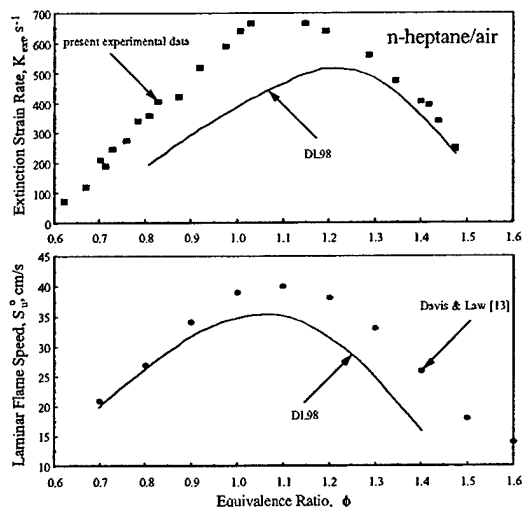 n-heptane/air
Extinction Strain Rate, K_ext, s⁻¹
700
600
500
400
300
200
100
0
present experimental data
DL98
0.6 0.7 0.8 0.9 1.0 1.1 1.2 1.3 1.4 1.5 1.6
Laminar Flame Speed, S_u^o, cm/s
45
40
35
30
25
20
15
10
Davis & Law [13]
DL98
0.6 0.7 0.8 0.9 1.0 1.1 1.2 1.3 1.4 1.5 1.6
Equivalence Ratio, ϕ